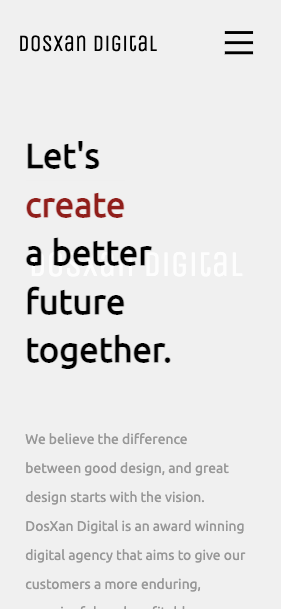 DOSXAN DIGITAL
Let's
create
a better
DOSXAN DIGITAL
future
together.
We believe the difference
between good design, and great
design starts with the vision.
DosXan Digital is an award winning
digital agency that aims to give our
customers a more enduring,